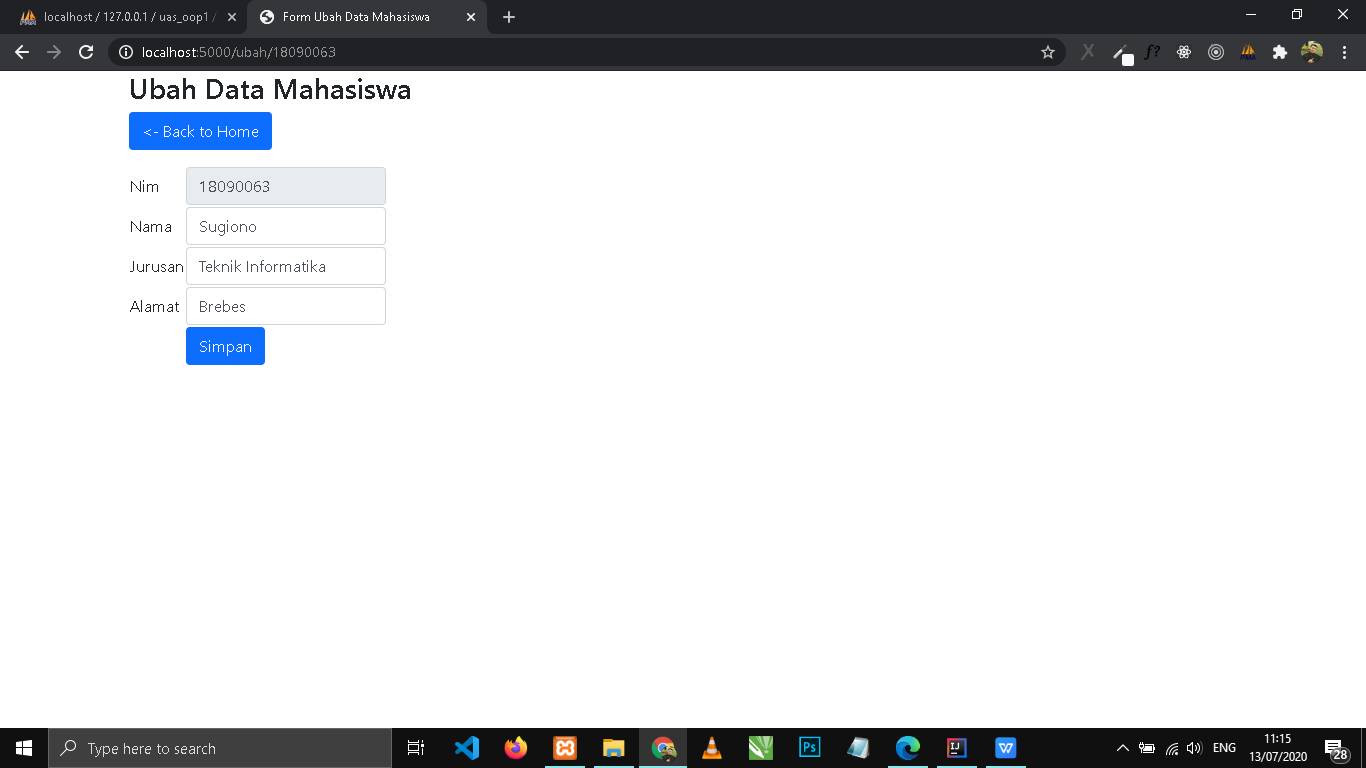 localhost / 127.0.0.1 / uas_oop1 /
Form Ubah Data Mahasiswa
localhost:5000/ubah/18090063
f?
Ubah Data Mahasiswa
<- Back to Home
Nim 18090063
Nama Sugiono
Jurusan Teknik Informatika
Alamat Brebes
Simpan
Type here to search
Ps
IJ
W
ENG
11:15
13/07/2020
28